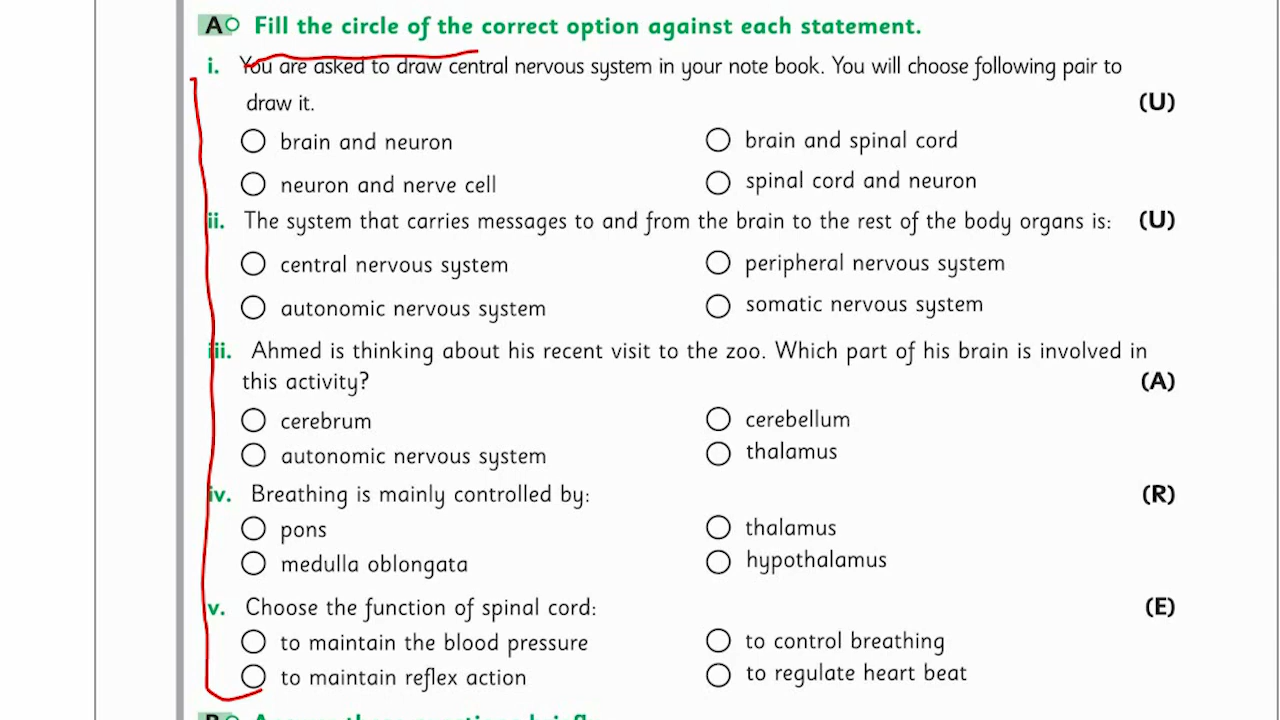 A Fill the circle of the correct option against each statement.
i. You are asked to draw central nervous system in your note book. You will choose following pair to
draw it. (U)
brain and neuron brain and spinal cord
neuron and nerve cell spinal cord and neuron
ii. The system that carries messages to and from the brain to the rest of the body organs is: (U)
central nervous system peripheral nervous system
autonomic nervous system somatic nervous system
iii. Ahmed is thinking about his recent visit to the zoo. Which part of his brain is involved in
this activity? (A)
cerebrum cerebellum
autonomic nervous system thalamus
iv. Breathing is mainly controlled by: (R)
pons thalamus
medulla oblongata hypothalamus
v. Choose the function of spinal cord: (E)
to maintain the blood pressure to control breathing
to maintain reflex action to regulate heart beat